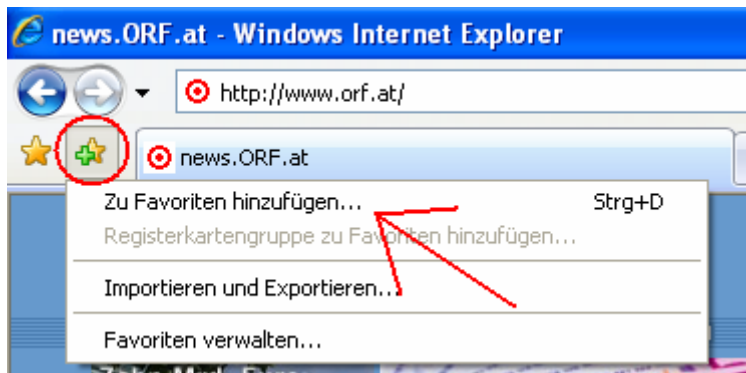 news.ORF.at - Windows Internet Explorer
http://www.orf.at/
news.ORF.at
Zu Favoriten hinzufügen... Strg+D
Registerkartengruppe zu Favoriten hinzufügen...
Importieren und Exportieren...
Favoriten verwalten...